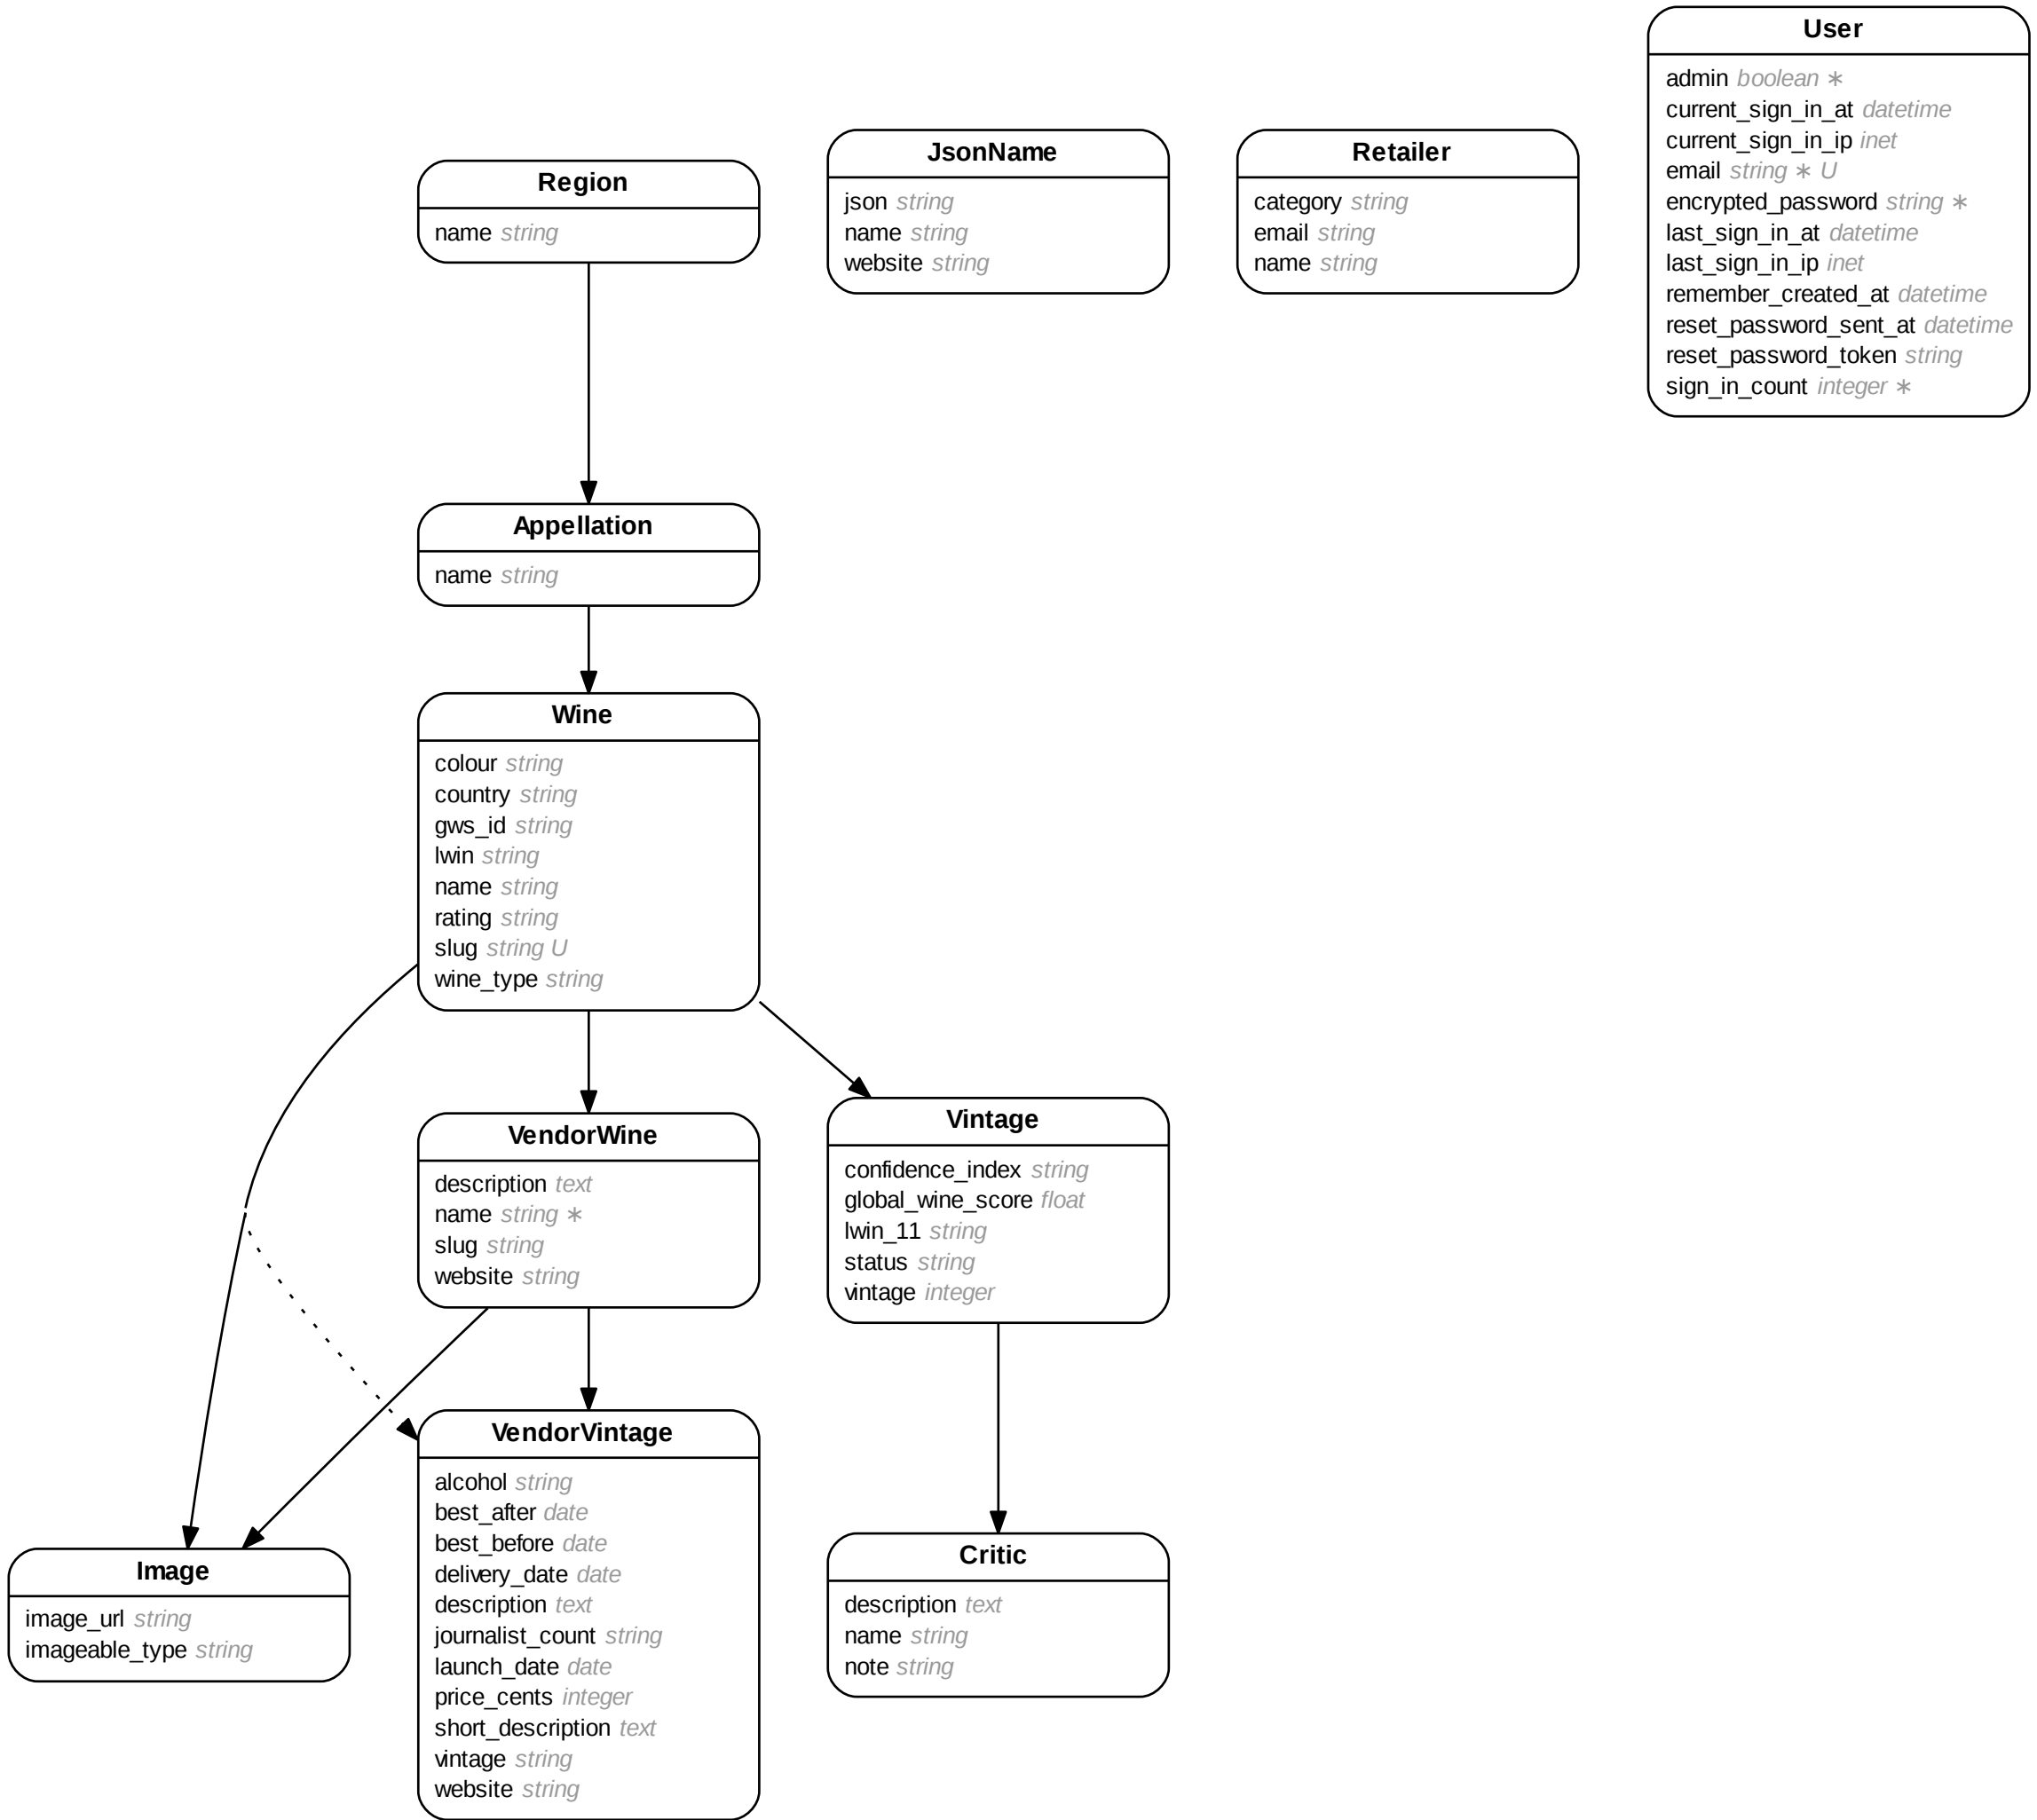 User
admin boolean ∗
current_sign_in_at datetime
current_sign_in_ip inet
email string ∗ U
encrypted_password string ∗
last_sign_in_at datetime
last_sign_in_ip inet
remember_created_at datetime
reset_password_sent_at datetime
reset_password_token string
sign_in_count integer ∗
Region
name string
JsonName
json string
name string
website string
Retailer
category string
email string
name string
Appellation
name string
Wine
colour string
country string
gws_id string
lwin string
name string
rating string
slug string U
wine_type string
VendorWine
description text
name string ∗
slug string
website string
Vintage
confidence_index string
global_wine_score float
lwin_11 string
status string
vintage integer
Image
image_url string
imageable_type string
VendorVintage
alcohol string
best_after date
best_before date
delivery_date date
description text
journalist_count string
launch_date date
price_cents integer
short_description text
vintage string
website string
Critic
description text
name string
note string